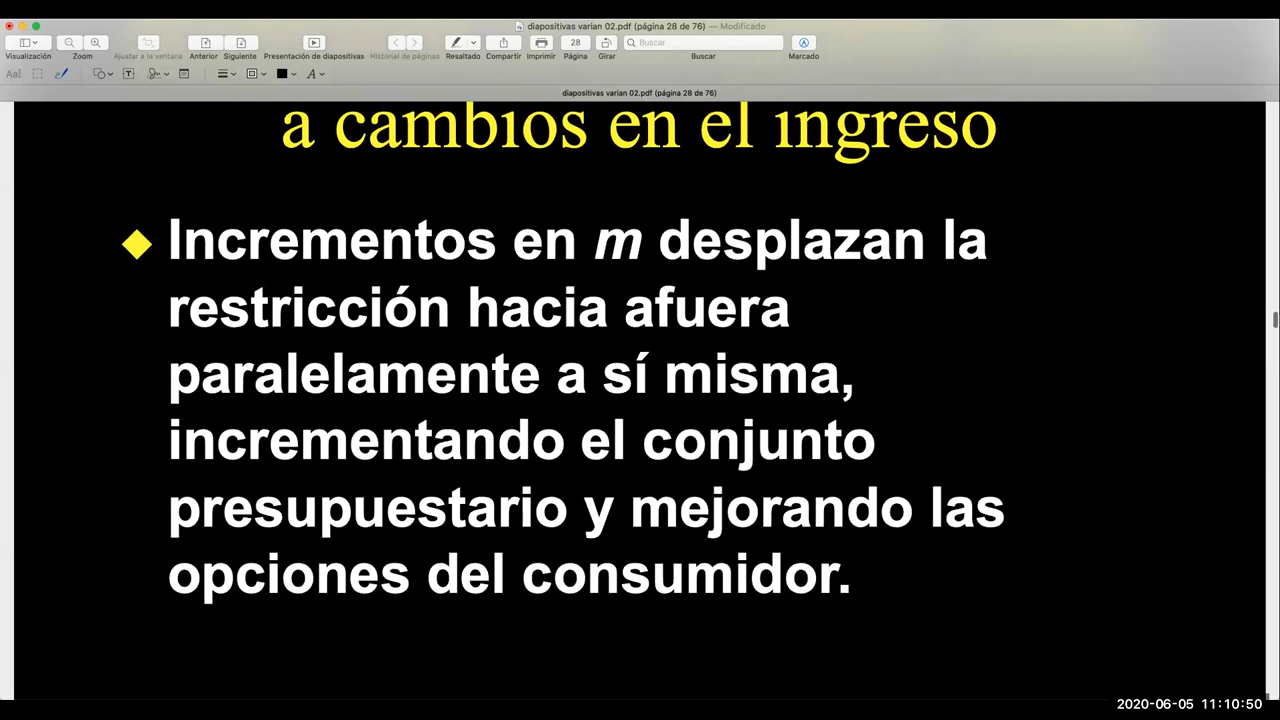 diapositivas varian 02.pdf (página 28 de 76) — Modificado
28
Buscar
Visualización Zoom Ajustar a la ventana Anterior Siguiente Presentación de diapositivas Historial de páginas Resaltado Compartir Imprimir Página Girar Buscar Marcado
diapositivas varian 02.pdf (página 28 de 76)
a cambios en el ingreso
Incrementos en m desplazan la
restricción hacia afuera
paralelamente a sí misma,
incrementando el conjunto
presupuestario y mejorando las
opciones del consumidor.
2020-06-05 11:10:50